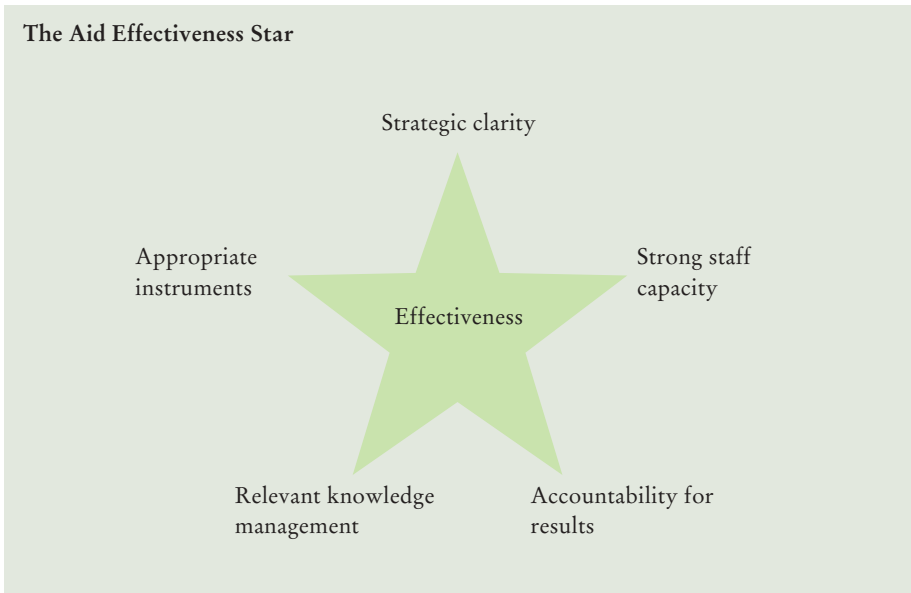 The Aid Effectiveness Star
Strategic clarity
Appropriate
instruments
Strong staff
capacity
Effectiveness
Relevant knowledge
management
Accountability for
results